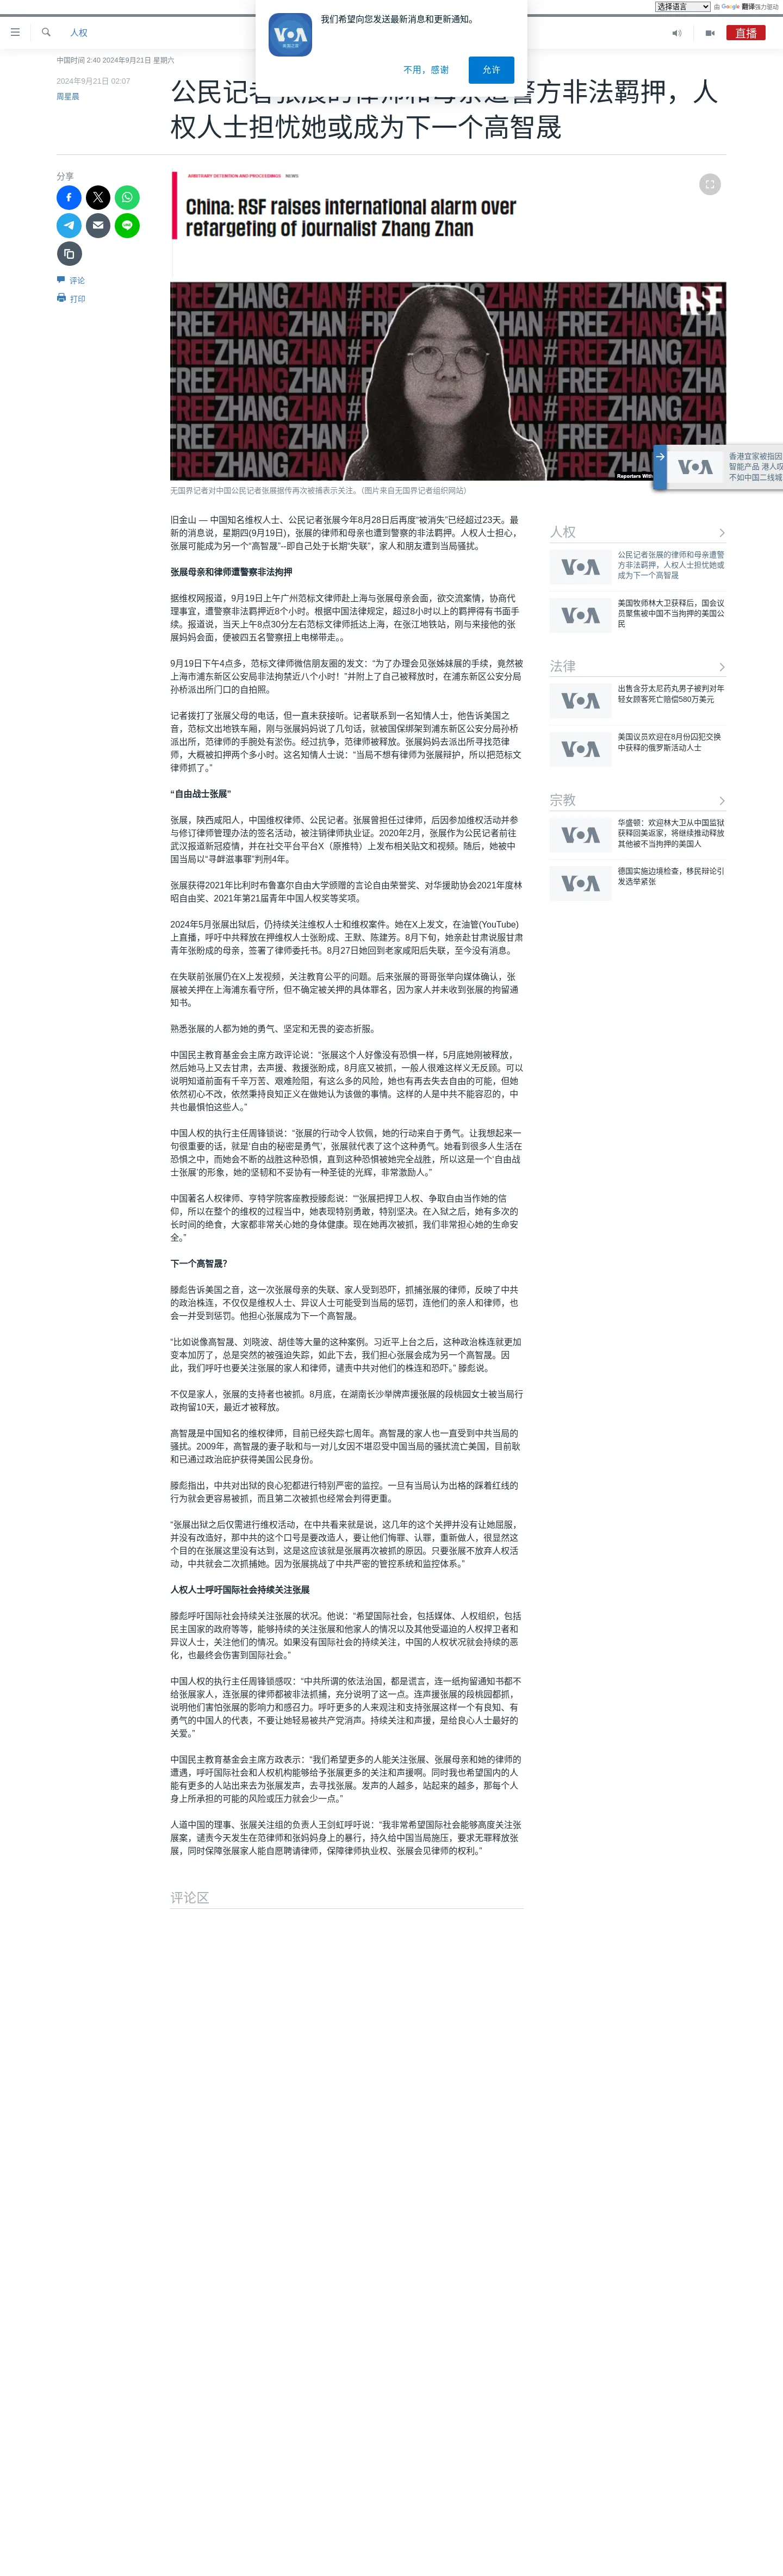 选择语言
由 Google 翻译强力驱动
我们希望向您发送最新消息和更新通知。
VOA
美国之音
不用，感谢
允许
人权
直播
中国时间 2:40 2024年9月21日 星期六
2024年9月21日 02:07
周星晨
公民记者张展的律师和母亲遭警方非法羁押，人
权人士担忧她或成为下一个高智晟
分享
评论
打印
ARBITRARY DETENTION AND PROCEEDINGS NEWS
China: RSF raises international alarm over
retargeting of journalist Zhang Zhan
RSF
无国界记者对中国公民记者张展据传再次被捕表示关注。（图片来自无国界记者组织网站）
香港宜家被指因
智能产品 港人叹
不如中国二线城
旧金山 — 中国知名维权人士、公民记者张展今年8月28日后再度“被消失”已经超过23天。最
新的消息说，星期四(9月19日)，张展的律师和母亲也遭到警察的非法羁押。人权人士担心，
张展可能成为另一个“高智晟”--即自己处于长期“失联”，家人和朋友遭到当局骚扰。
张展母亲和律师遭警察非法拘押
据维权网报道，9月19日上午广州范标文律师赴上海与张展母亲会面，欲交流案情，协商代
理事宜，遭警察非法羁押近8个小时。根据中国法律规定，超过8小时以上的羁押得有书面手
续。报道说，当天上午8点30分左右范标文律师抵达上海，在张江地铁站，刚与来接他的张
展妈妈会面，便被四五名警察扭上电梯带走。。
9月19日下午4点多，范标文律师微信朋友圈的发文：“为了办理会见张姊妹展的手续，竟然被
上海市浦东新区公安局非法拘禁近八个小时！”并附上了自己被释放时，在浦东新区公安分局
孙桥派出所门口的自拍照。
记者拨打了张展父母的电话，但一直未获接听。记者联系到一名知情人士，他告诉美国之
音，范标文出地铁车厢，刚与张展妈妈说了几句话，就被国保绑架到浦东新区公安分局孙桥
派出所，范律师的手腕处有淤伤。经过抗争，范律师被释放。张展妈妈去派出所寻找范律
师，大概被扣押两个多小时。这名知情人士说：“当局不想有律师为张展辩护，所以把范标文
律师抓了。”
“自由战士张展”
张展，陕西咸阳人，中国维权律师、公民记者。张展曾担任过律师，后因参加维权活动并参
与修订律师管理办法的签名活动，被注销律师执业证。2020年2月，张展作为公民记者前往
武汉报道新冠疫情，并在社交平台平台X（原推特）上发布相关贴文和视频。随后，她被中
国当局以“寻衅滋事罪”判刑4年。
张展获得2021年比利时布鲁塞尔自由大学颁赠的言论自由荣誉奖、对华援助协会2021年度林
昭自由奖、2021年第21届青年中国人权奖等奖项。
2024年5月张展出狱后，仍持续关注维权人士和维权案件。她在X上发文，在油管(YouTube)
上直播，呼吁中共释放在押维权人士张盼成、王默、陈建芳。8月下旬，她亲赴甘肃说服甘肃
青年张盼成的母亲，签署了律师委托书。8月27日她回到老家咸阳后失联，至今没有消息。
在失联前张展仍在X上发视频，关注教育公平的问题。后来张展的哥哥张举向媒体确认，张
展被关押在上海浦东看守所，但不确定被关押的具体罪名，因为家人并未收到张展的拘留通
知书。
熟悉张展的人都为她的勇气、坚定和无畏的姿态折服。
中国民主教育基金会主席方政评论说：“张展这个人好像没有恐惧一样，5月底她刚被释放，
然后她马上又去甘肃，去声援、救援张盼成，8月底又被抓，一般人很难这样义无反顾。可以
说明知道前面有千辛万苦、艰难险阻，有这么多的风险，她也有再去失去自由的可能，但她
依然初心不改，依然秉持良知正义在做她认为该做的事情。这样的人是中共不能容忍的，中
共也最惧怕这些人。”
中国人权的执行主任周锋锁说：“张展的行动令人钦佩，她的行动来自于勇气。让我想起来一
句很重要的话，就是‘自由的秘密是勇气’，张展就代表了这个这种勇气。她看到很多人生活在
恐惧之中，而她会不断的战胜这种恐惧，直到这种恐惧被她完全战胜，所以这是一个‘自由战
士张展’的形象，她的坚韧和不妥协有一种圣徒的光辉，非常激励人。”
中国著名人权律师、亨特学院客座教授滕彪说：““张展把捍卫人权、争取自由当作她的信
仰，所以在整个的维权的过程当中，她表现特别勇敢，特别坚决。在入狱之后，她有多次的
长时间的绝食，大家都非常关心她的身体健康。现在她再次被抓，我们非常担心她的生命安
全。”
下一个高智晟？
滕彪告诉美国之音，这一次张展母亲的失联、家人受到恐吓，抓捕张展的律师，反映了中共
的政治株连，不仅仅是维权人士、异议人士可能受到当局的惩罚，连他们的亲人和律师，也
会一并受到惩罚。他担心张展成为下一个高智晟。
“比如说像高智晟、刘晓波、胡佳等大量的这种案例。习近平上台之后，这种政治株连就更加
变本加厉了，总是突然的被强迫失踪，如此下去，我们担心张展会成为另一个高智晟。因
此，我们呼吁也要关注张展的家人和律师，谴责中共对他们的株连和恐吓。” 滕彪说。
不仅是家人，张展的支持者也被抓。8月底，在湖南长沙举牌声援张展的段桃园女士被当局行
政拘留10天，最近才被释放。
高智晟是中国知名的维权律师，目前已经失踪七周年。高智晟的家人也一直受到中共当局的
骚扰。2009年，高智晟的妻子耿和与一对儿女因不堪忍受中国当局的骚扰流亡美国，目前耿
和已通过政治庇护获得美国公民身份。
滕彪指出，中共对出狱的良心犯都进行特别严密的监控。一旦有当局认为出格的踩着红线的
行为就会更容易被抓，而且第二次被抓也经常会判得更重。
“张展出狱之后仅需进行维权活动，在中共看来就是说，这几年的这个关押并没有让她屈服，
并没有改造好，那中共的这个口号是要改造人，要让他们悔罪、认罪，重新做人，很显然这
个目的在张展这里没有达到，这是这应该就是张展再次被抓的原因。只要张展不放弃人权活
动，中共就会二次抓捕她。因为张展挑战了中共严密的管控系统和监控体系。”
人权人士呼吁国际社会持续关注张展
滕彪呼吁国际社会持续关注张展的状况。他说：“希望国际社会，包括媒体、人权组织，包括
民主国家的政府等等，能够持续的关注张展和他家人的情况以及其他受逼迫的人权捍卫者和
异议人士，关注他们的情况。如果没有国际社会的持续关注，中国的人权状况就会持续的恶
化，也最终会伤害到国际社会。”
中国人权的执行主任周锋锁感叹：“中共所谓的依法治国，都是谎言，连一纸拘留通知书都不
给张展家人，连张展的律师都被非法抓捕，充分说明了这一点。连声援张展的段桃园都抓，
说明他们害怕张展的影响力和感召力。呼吁更多的人来观注和支持张展这样一个有良知、有
勇气的中国人的代表，不要让她轻易被共产党消声。持续关注和声援，是给良心人士最好的
关爱。”
中国民主教育基金会主席方政表示：“我们希望更多的人能关注张展、张展母亲和她的律师的
遭遇，呼吁国际社会和人权机构能够给予张展更多的关注和声援啊。同时我也希望国内的人
能有更多的人站出来去为张展发声，去寻找张展。发声的人越多，站起来的越多，那每个人
身上所承担的可能的风险或压力就会少一点。”
人道中国的理事、张展关注组的负责人王剑虹呼吁说：“我非常希望国际社会能够高度关注张
展案，谴责今天发生在范律师和张妈妈身上的暴行，持久给中国当局施压，要求无罪释放张
展，同时保障张展家人能自愿聘请律师，保障律师执业权、张展会见律师的权利。”
评论区
人权
公民记者张展的律师和母亲遭警
方非法羁押，人权人士担忧她或
成为下一个高智晟
美国牧师林大卫获释后，国会议
员聚焦被中国不当拘押的美国公
民
法律
出售含芬太尼药丸男子被判对年
轻女顾客死亡赔偿580万美元
美国议员欢迎在8月份囚犯交换
中获释的俄罗斯活动人士
宗教
华盛顿：欢迎林大卫从中国监狱
获释回美返家，将继续推动释放
其他被不当拘押的美国人
德国实施边境检查，移民辩论引
发选举紧张